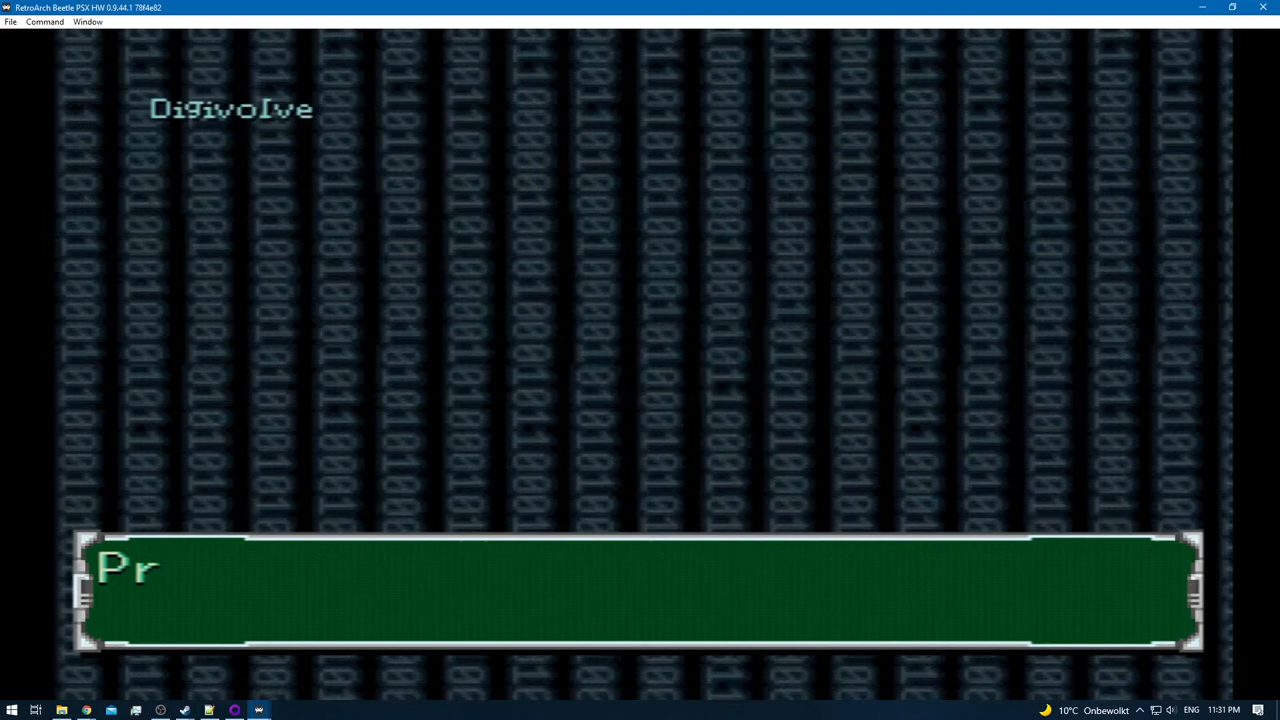 RetroArch Beetle PSX HW 0.9.44.1 78f4e82
File Command Window
Digivolve
Pr
10°C Onbewolkt ENG 11:31 PM